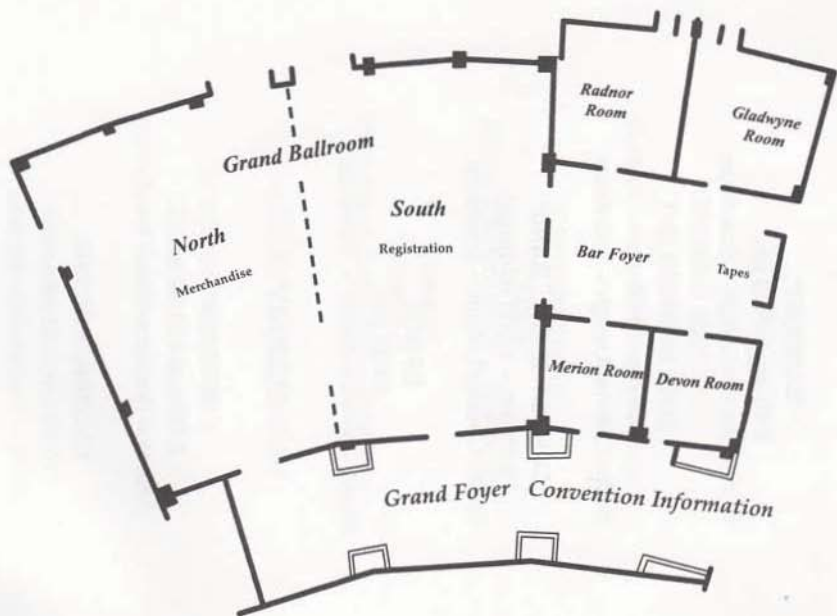 Radnor
Room
Gladwyne
Room
Grand Ballroom
South
Registration
North
Merchandise
Bar Foyer
Tapes
Merion Room
Devon Room
Grand Foyer Convention Information